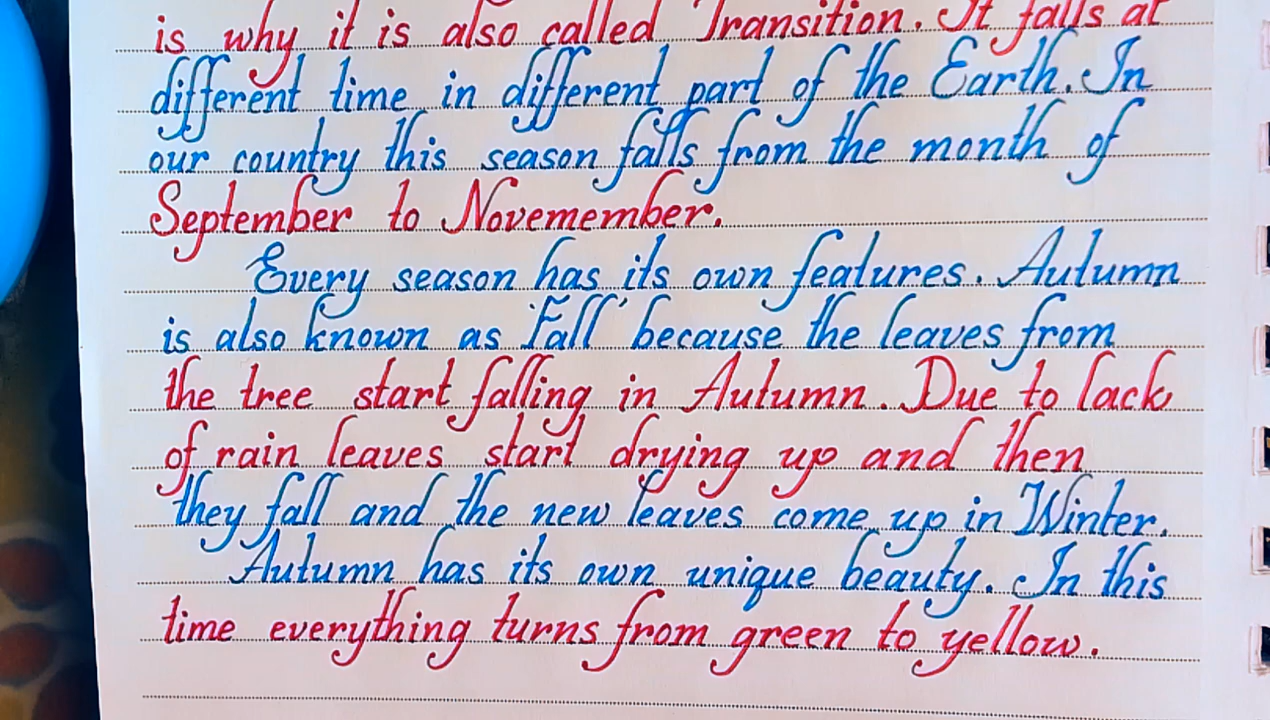 is why it is also called Transition. It falls at
different time in different part of the Earth. In
our country this season falls from the month of
September to Novemember.
Every season has its own features. Autumn
is also known as 'Fall' because the leaves from
the tree start falling in Autumn. Due to lack
of rain leaves start drying up and then
they fall and the new leaves come up in Winter.
Autumn has its own unique beauty. In this
time everything turns from green to yellow.